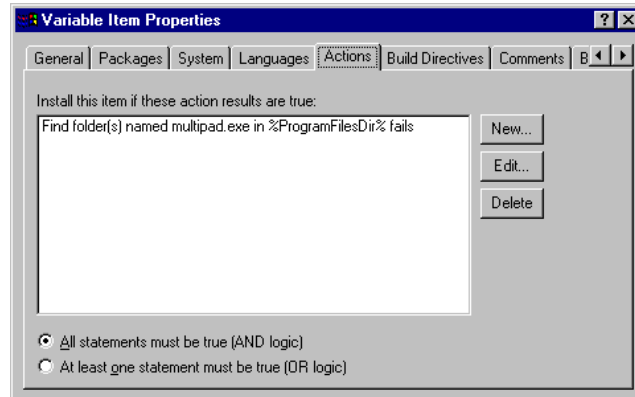 Variable Item Properties
General Packages System Languages Actions Build Directives Comments B
Install this item if these action results are true:
Find folder(s) named multipad.exe in %ProgramFilesDir% fails
New...
Edit...
Delete
All statements must be true (AND logic)
At least one statement must be true (OR logic)